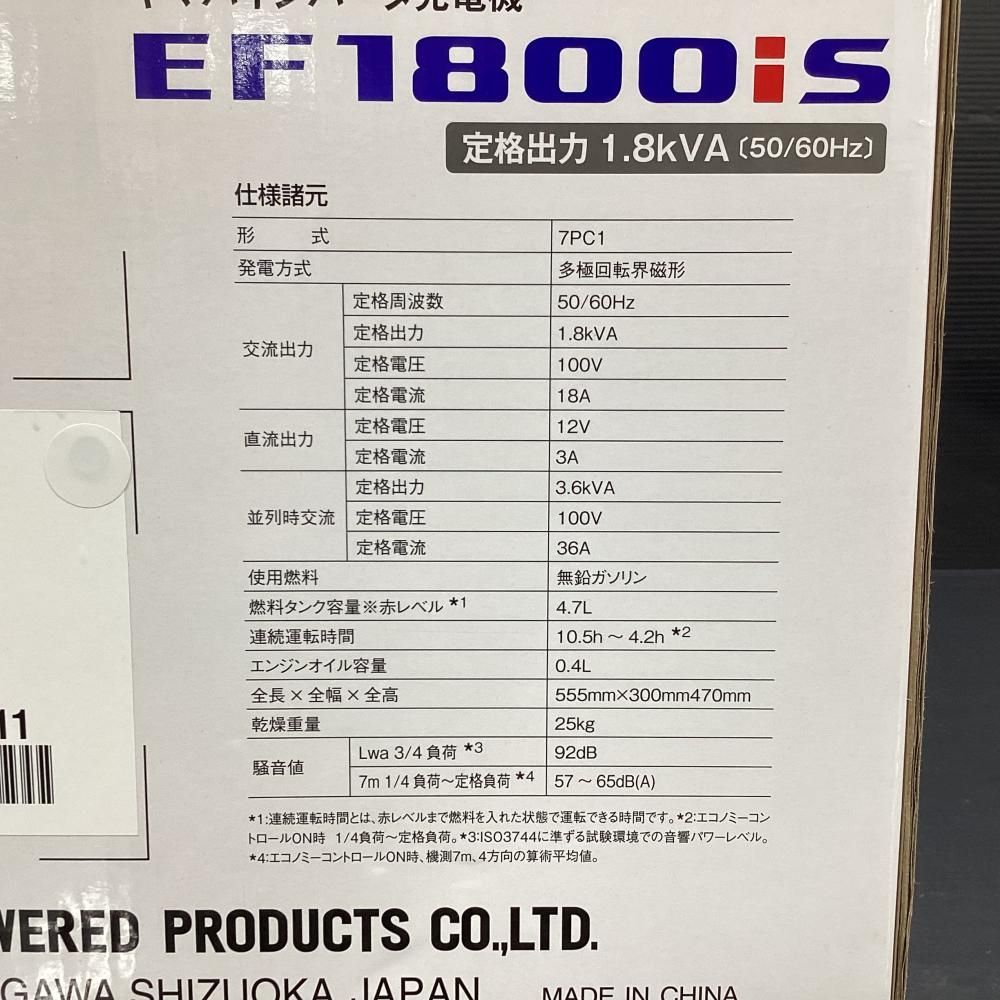 ヤマハインバータ発電機
EF1800iS
定格出力 1.8kVA〔50/60Hz〕
仕様諸元
形 式 7PC1
発電方式 多極回転界磁形
交流出力 定格周波数 50/60Hz
定格出力 1.8kVA
定格電圧 100V
定格電流 18A
直流出力 定格電圧 12V
定格電流 3A
並列時交流 定格出力 3.6kVA
定格電圧 100V
定格電流 36A
使用燃料 無鉛ガソリン
燃料タンク容量※赤レベル *1 4.7L
連続運転時間 10.5h ～ 4.2h *2
エンジンオイル容量 0.4L
全長 × 全幅 × 全高 555mm×300mm470mm
乾燥重量 25kg
騒音値 Lwa 3/4 負荷 *3 92dB
7m 1/4 負荷～定格負荷 *4 57 ～ 65dB(A)
*1:連続運転時間とは、赤レベルまで燃料を入れた状態で運転できる時間です。*2:エコノミーコン
トロールON時 1/4負荷～定格負荷。*3:ISO3744に準ずる試験環境での音響パワーレベル。
*4:エコノミーコントロールON時、機測7m、4方向の算術平均値。
11
WERED PRODUCTS CO.,LTD.
GAWA SHIZUOKA JAPAN MADE IN CHINA